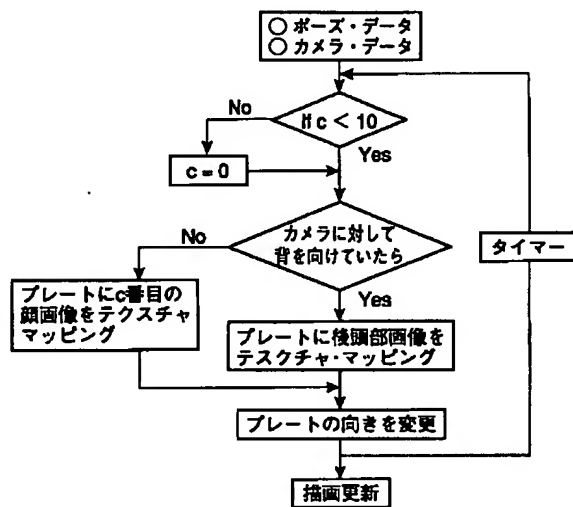 ○ ポーズ・データ
○ カメラ・データ
No
If c < 10
Yes
c = 0
カメラに対して
背を向けていたら
No
タイマー
Yes
プレートにc番目の
顔画像をテクスチャ
マッピング
プレートに後頭部画像を
テスクチャ・マッピング
プレートの向きを変更
描画更新